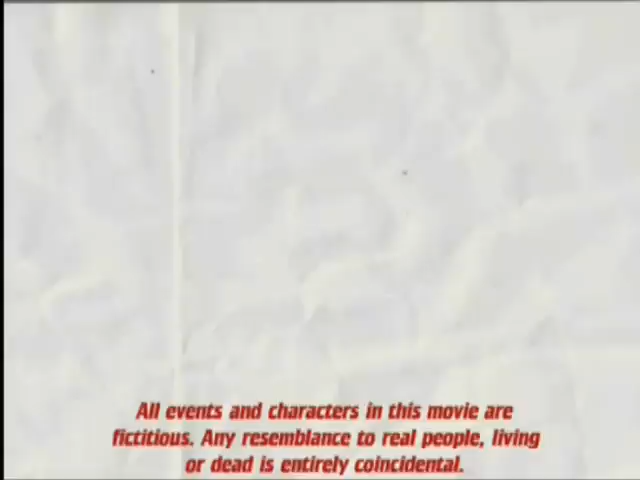 All events and characters in this movie are
fictitious. Any resemblance to real people, living
or dead is entirely coincidental.